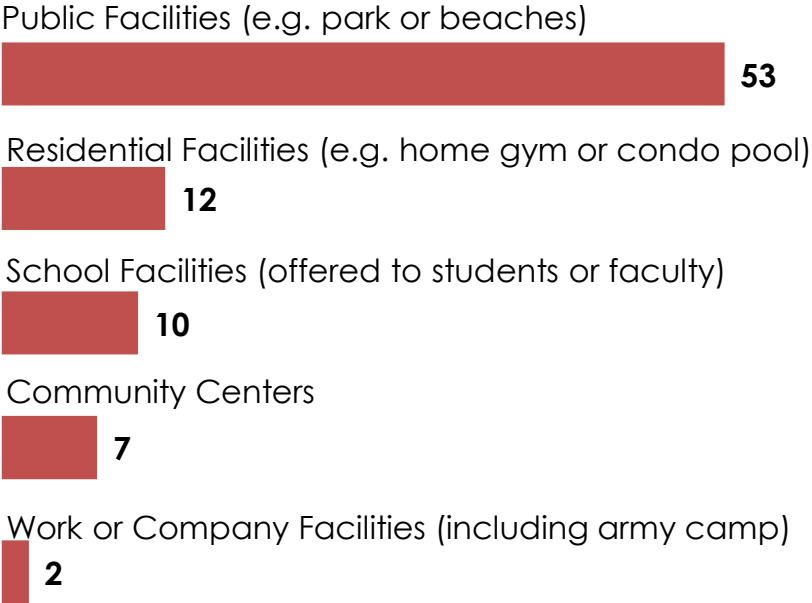 Public Facilities (e.g. park or beaches)
53
Residential Facilities (e.g. home gym or condo pool)
12
School Facilities (offered to students or faculty)
10
Community Centers
7
Work or Company Facilities (including army camp)
2